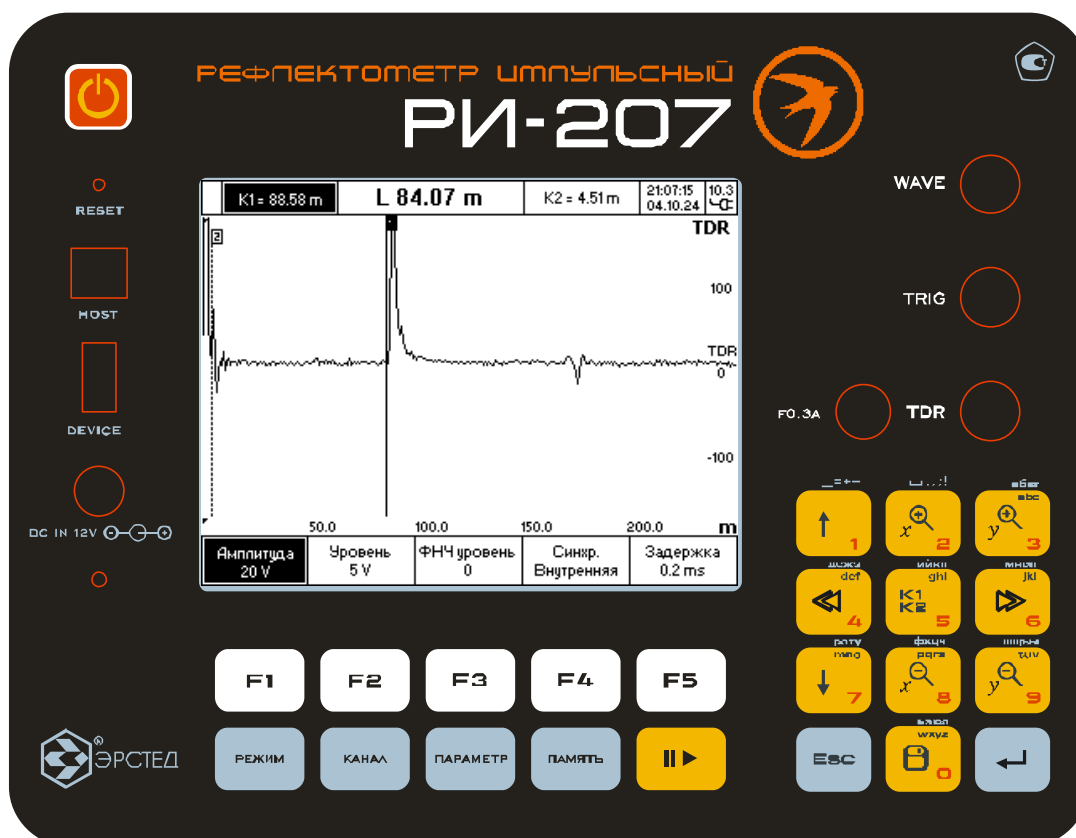 РЕФЛЕКТОМЕТР ИМПУЛЬСНЫЙ
РИ-207
RESET
HOST
DEVICE
DC IN 12V
WAVE
TRIG
F0.3A
TDR
K1 = 88.58 m
L 84.07 m
K2 = 4.51 m
21:07:15
04.10.24
10.3
2
TDR
100
TDR
0
-100
50.0
100.0
150.0
200.0
m
Амплитуда
20 V
Уровень
5 V
ФНЧ уровень
0
Синхр.
Внутренняя
Задержка
0.2 ms
F1
F2
F3
F4
F5
РЕЖИМ
КАНАЛ
ПАРАМЕТР
ПАМЯТЬ
®
ЭРСТЕД
_=+-
абвг
abc
1
x
2
y
3
def
ghi
jkl
4
K1
K2
5
6
mno
pqrs
tuv
7
x
8
y
9
wxyz
Esc
0